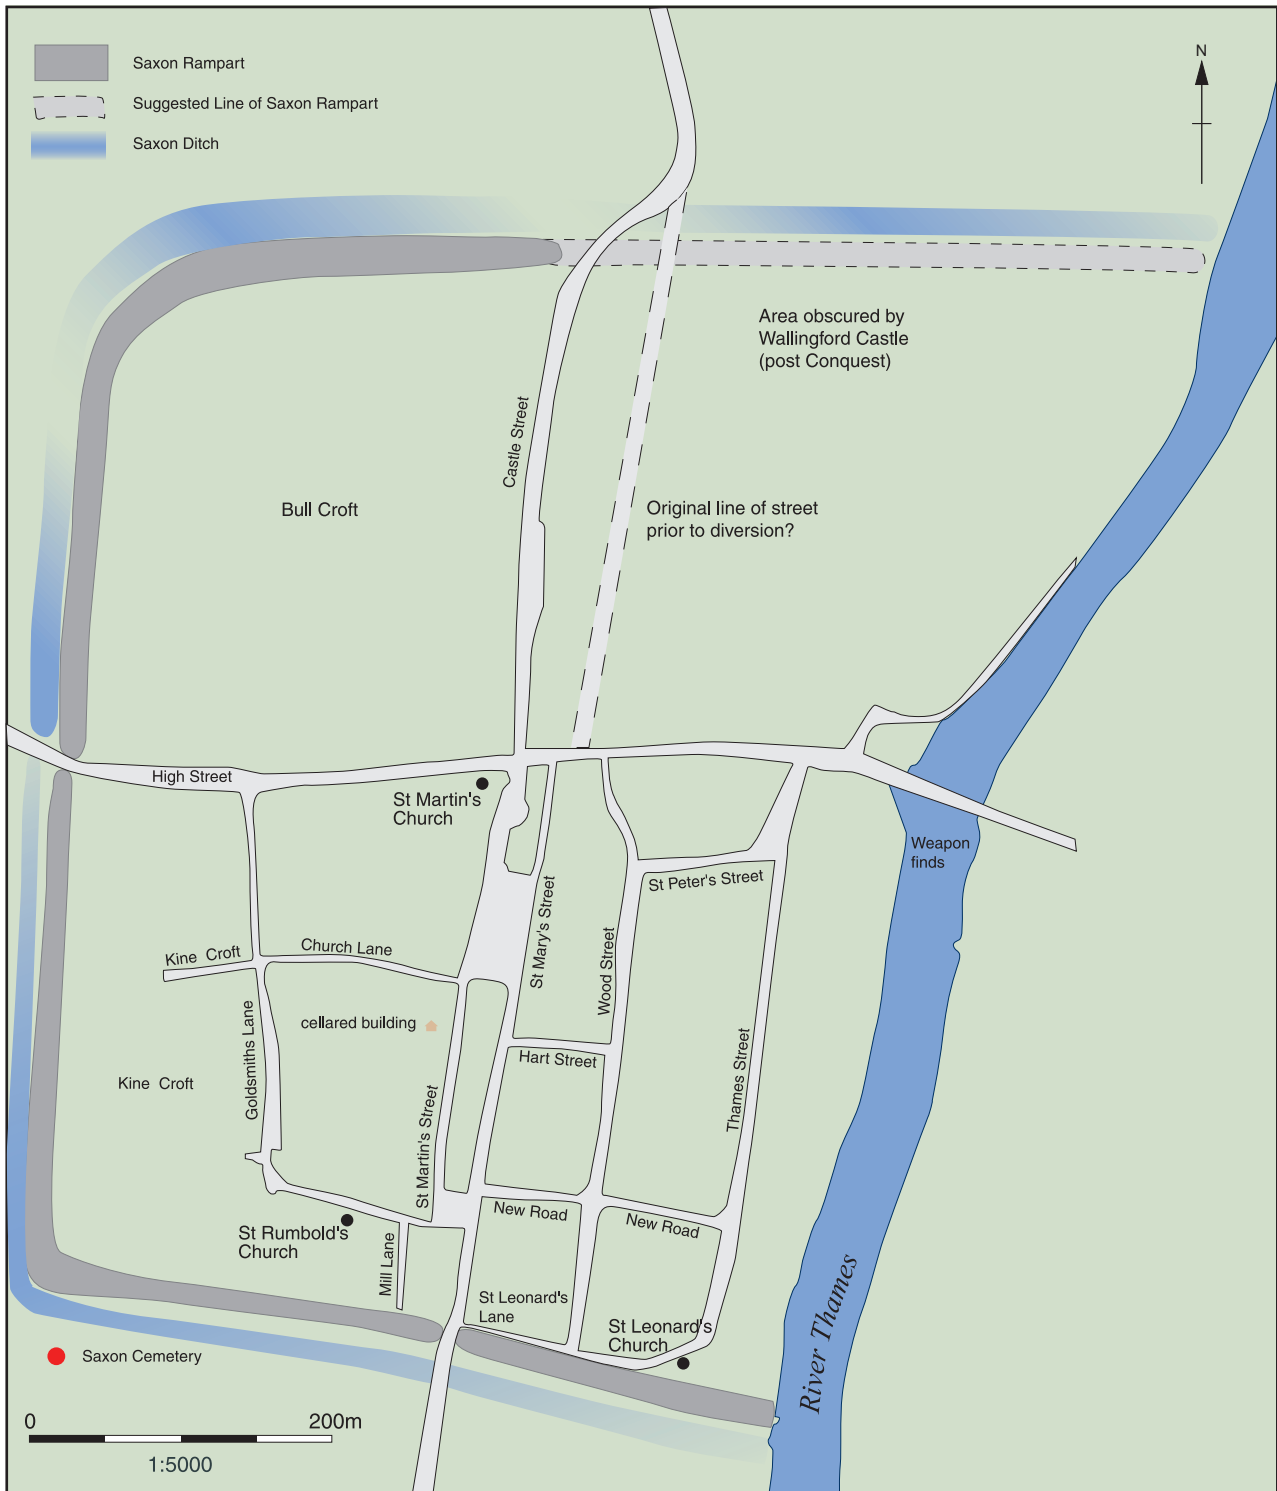 Saxon Rampart
Suggested Line of Saxon Rampart
Saxon Ditch
N
Area obscured by
Wallingford Castle
(post Conquest)
Castle Street
Bull Croft
Original line of street
prior to diversion?
High Street
St Martin's
Church
Weapon
finds
St Peter's Street
St Mary's Street
Wood Street
Kine Croft
Church Lane
Goldsmiths Lane
cellared building
Hart Street
Thames Street
Kine Croft
St Martin's Street
New Road
New Road
St Rumbold's
Church
Mill Lane
St Leonard's
Lane
St Leonard's
Church
River Thames
Saxon Cemetery
0 200m
1:5000